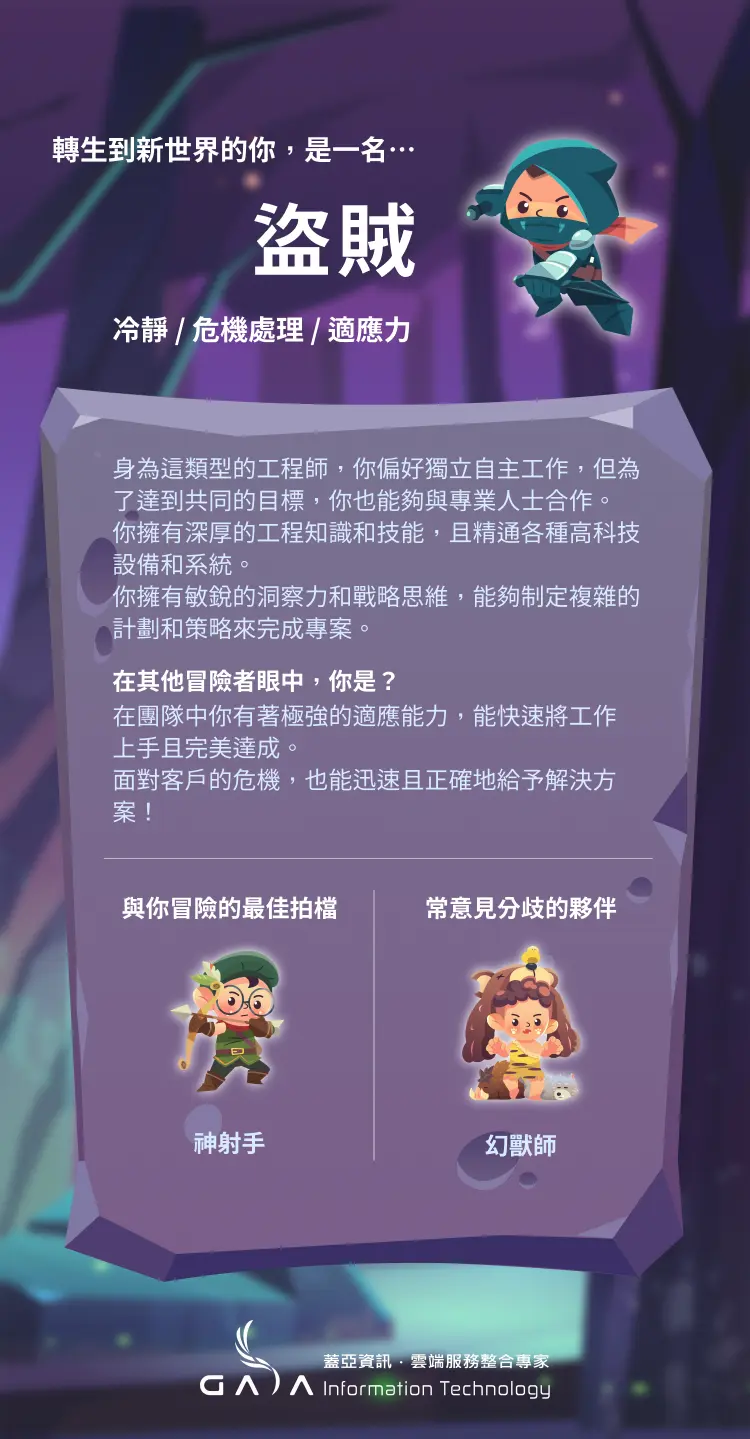 轉生到新世界的你，是一名…
盜賊
冷靜 / 危機處理 / 適應力
身為這類型的工程師，你偏好獨立自主工作，但為
了達到共同的目標，你也能夠與專業人士合作。
你擁有深厚的工程知識和技能，且精通各種高科技
設備和系統。
你擁有敏銳的洞察力和戰略思維，能夠制定複雜的
計劃和策略來完成專案。
在其他冒險者眼中，你是？
在團隊中你有著極強的適應能力，能快速將工作
上手且完美達成。
面對客戶的危機，也能迅速且正確地給予解決方
案！
與你冒險的最佳拍檔
常意見分歧的夥伴
神射手
幻獸師
蓋亞資訊．雲端服務整合專家
GAIA Information Technology